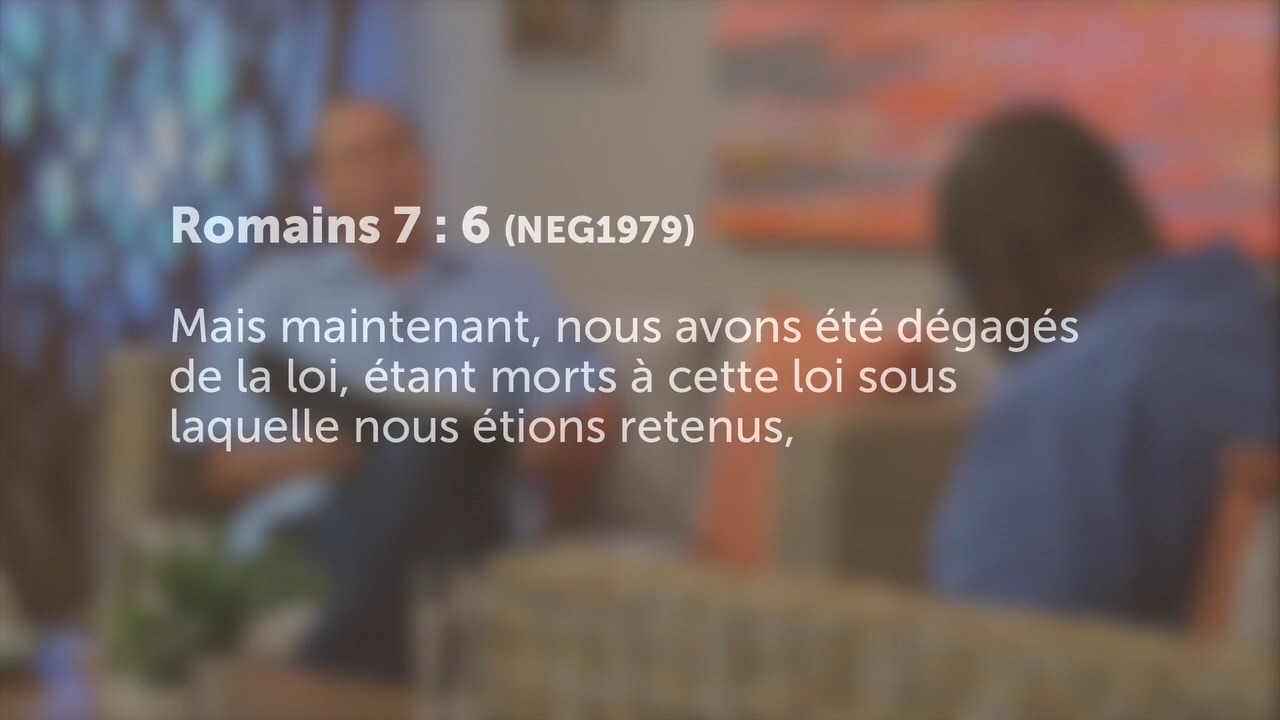 Romains 7 : 6 (NEG1979)
Mais maintenant, nous avons été dégagés
de la loi, étant morts à cette loi sous
laquelle nous étions retenus,